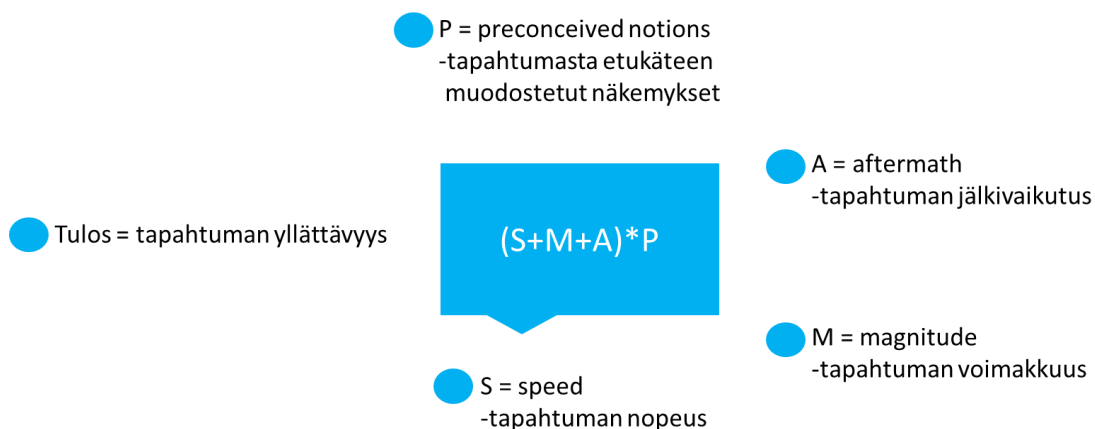 P = preconceived notions
-tapahtumasta etukäteen
muodostetut näkemykset
A = aftermath
-tapahtuman jälkivaikutus
Tulos = tapahtuman yllättävyys
(S+M+A)*P
M = magnitude
-tapahtuman voimakkuus
S = speed
-tapahtuman nopeus